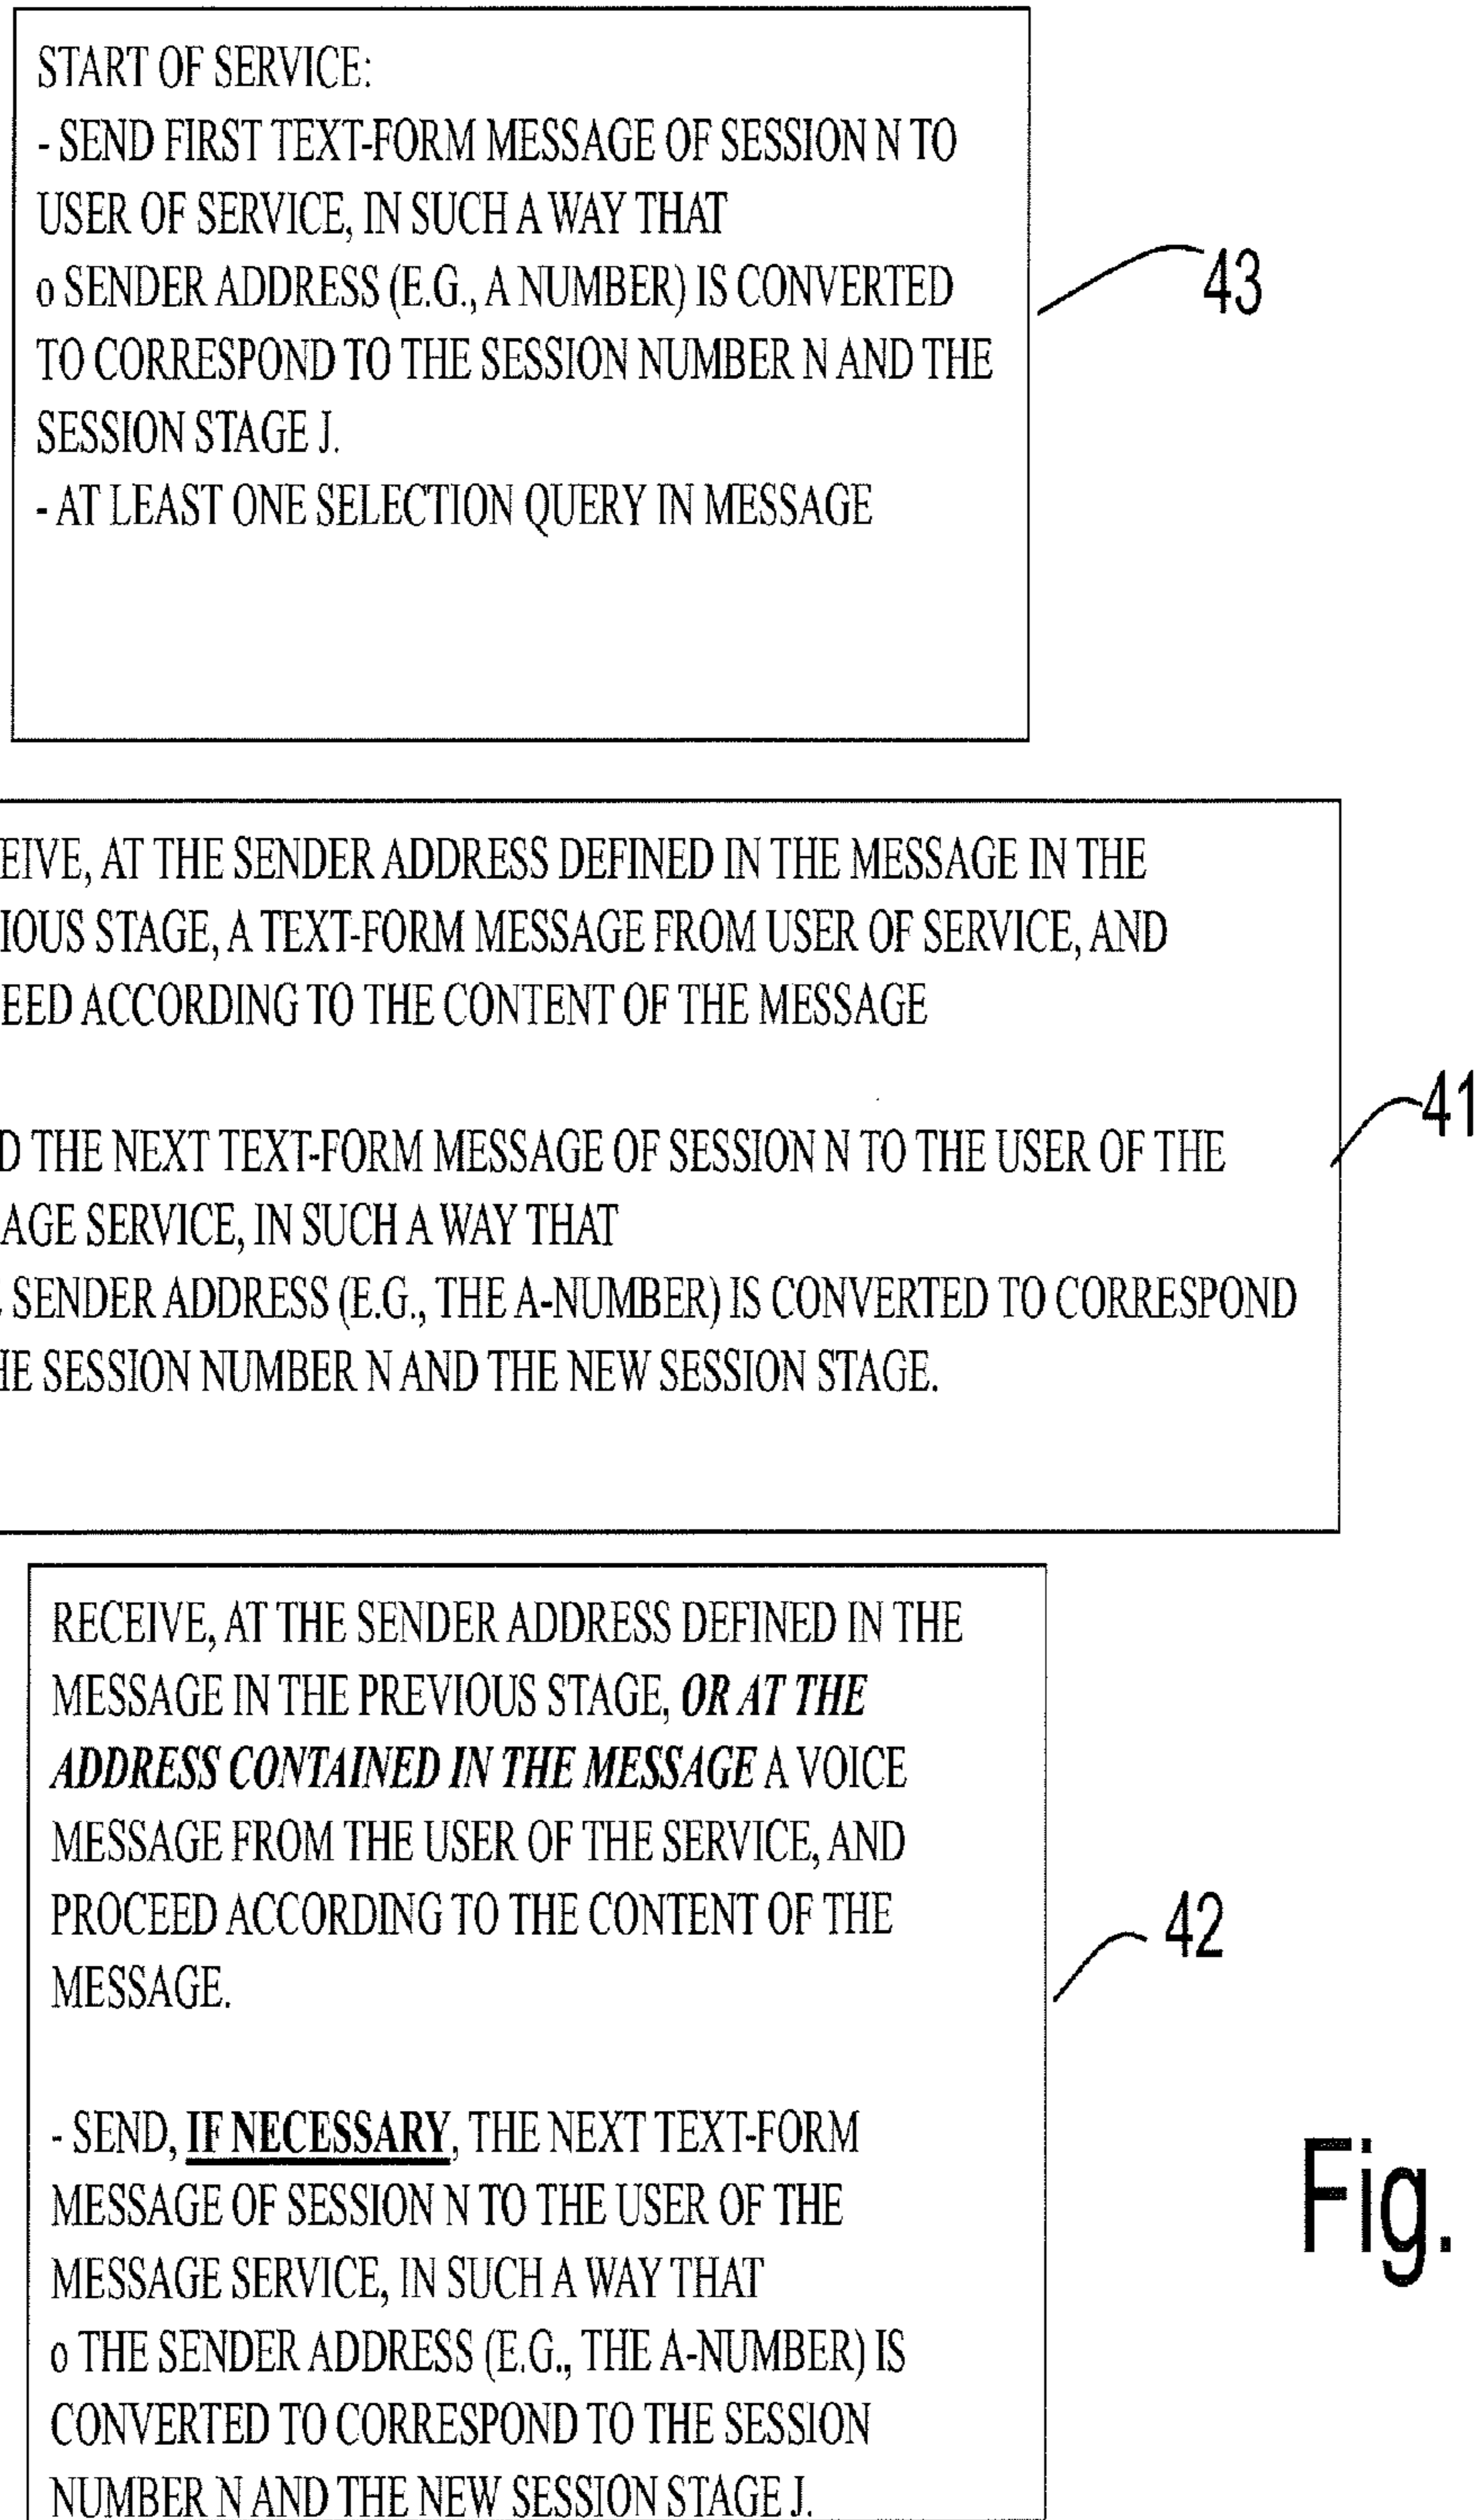 START OF SERVICE:
- SEND FIRST TEXT-FORM MESSAGE OF SESSION N TO
USER OF SERVICE, IN SUCH A WAY THAT
o SENDER ADDRESS (E.G., A NUMBER) IS CONVERTED
TO CORRESPOND TO THE SESSION NUMBER N AND THE
SESSION STAGE J.
- AT LEAST ONE SELECTION QUERY IN MESSAGE
43
EIVE, AT THE SENDER ADDRESS DEFINED IN THE MESSAGE IN THE
IOUS STAGE, A TEXT-FORM MESSAGE FROM USER OF SERVICE, AND
EED ACCORDING TO THE CONTENT OF THE MESSAGE
D THE NEXT TEXT-FORM MESSAGE OF SESSION N TO THE USER OF THE
AGE SERVICE, IN SUCH A WAY THAT
SENDER ADDRESS (E.G., THE A-NUMBER) IS CONVERTED TO CORRESPOND
HE SESSION NUMBER N AND THE NEW SESSION STAGE.
41
RECEIVE, AT THE SENDER ADDRESS DEFINED IN THE
MESSAGE IN THE PREVIOUS STAGE, OR AT THE
ADDRESS CONTAINED IN THE MESSAGE A VOICE
MESSAGE FROM THE USER OF THE SERVICE, AND
PROCEED ACCORDING TO THE CONTENT OF THE
MESSAGE.
- SEND, IF NECESSARY, THE NEXT TEXT-FORM
MESSAGE OF SESSION N TO THE USER OF THE
MESSAGE SERVICE, IN SUCH A WAY THAT
o THE SENDER ADDRESS (E.G., THE A-NUMBER) IS
CONVERTED TO CORRESPOND TO THE SESSION
NUMBER N AND THE NEW SESSION STAGE J.
42
Fig.